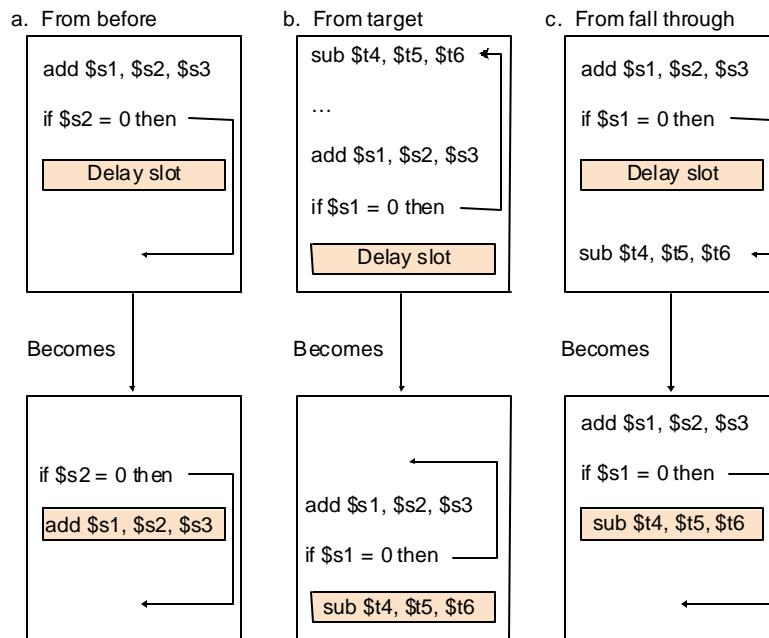 a. From before
add $s1, $s2, $s3
if $s2 = 0 then
Delay slot
Becomes
if $s2 = 0 then
add $s1, $s2, $s3
b. From target
sub $t4, $t5, $t6
…
add $s1, $s2, $s3
if $s1 = 0 then
Delay slot
Becomes
add $s1, $s2, $s3
if $s1 = 0 then
sub $t4, $t5, $t6
c. From fall through
add $s1, $s2, $s3
if $s1 = 0 then
Delay slot
sub $t4, $t5, $t6
Becomes
add $s1, $s2, $s3
if $s1 = 0 then
sub $t4, $t5, $t6